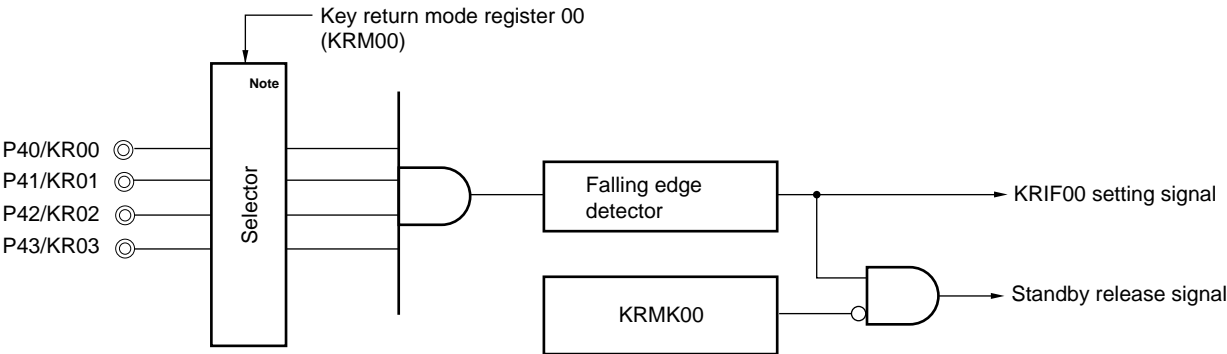 Key return mode register 00
(KRM00)
Note
P40/KR00
P41/KR01
P42/KR02
P43/KR03
Selector
Falling edge
detector
KRIF00 setting signal
KRMK00
Standby release signal